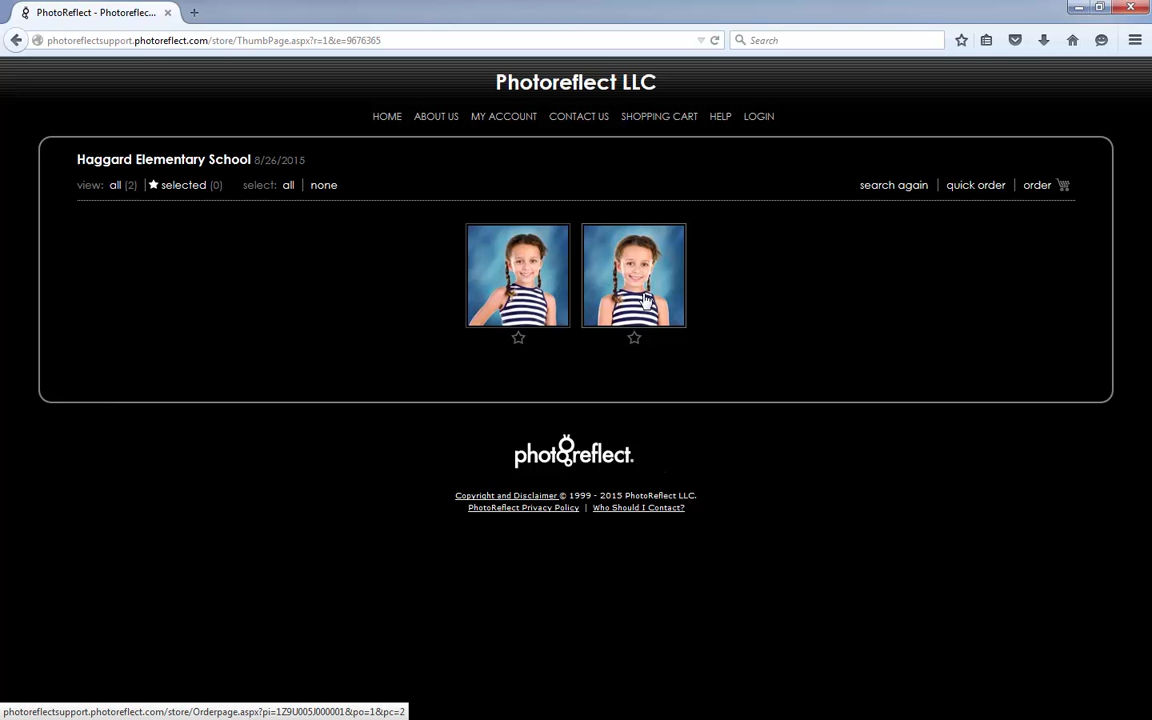 PhotoReflect - Photoreflec...
photoreflectsupport.photoreflect.com/store/ThumbPage.aspx?r=1&e=9676365
Search
Photoreflect LLC
HOME ABOUT US MY ACCOUNT CONTACT US SHOPPING CART HELP LOGIN
Haggard Elementary School 8/26/2015
view: all (2) | selected (0) select: all | none
search again | quick order | order
photoreflect.
Copyright and Disclaimer © 1999 - 2015 PhotoReflect LLC.
PhotoReflect Privacy Policy | Who Should I Contact?
photoreflectsupport.photoreflect.com/store/Orderpage.aspx?pi=1Z9U005J000001&po=1&pc=2